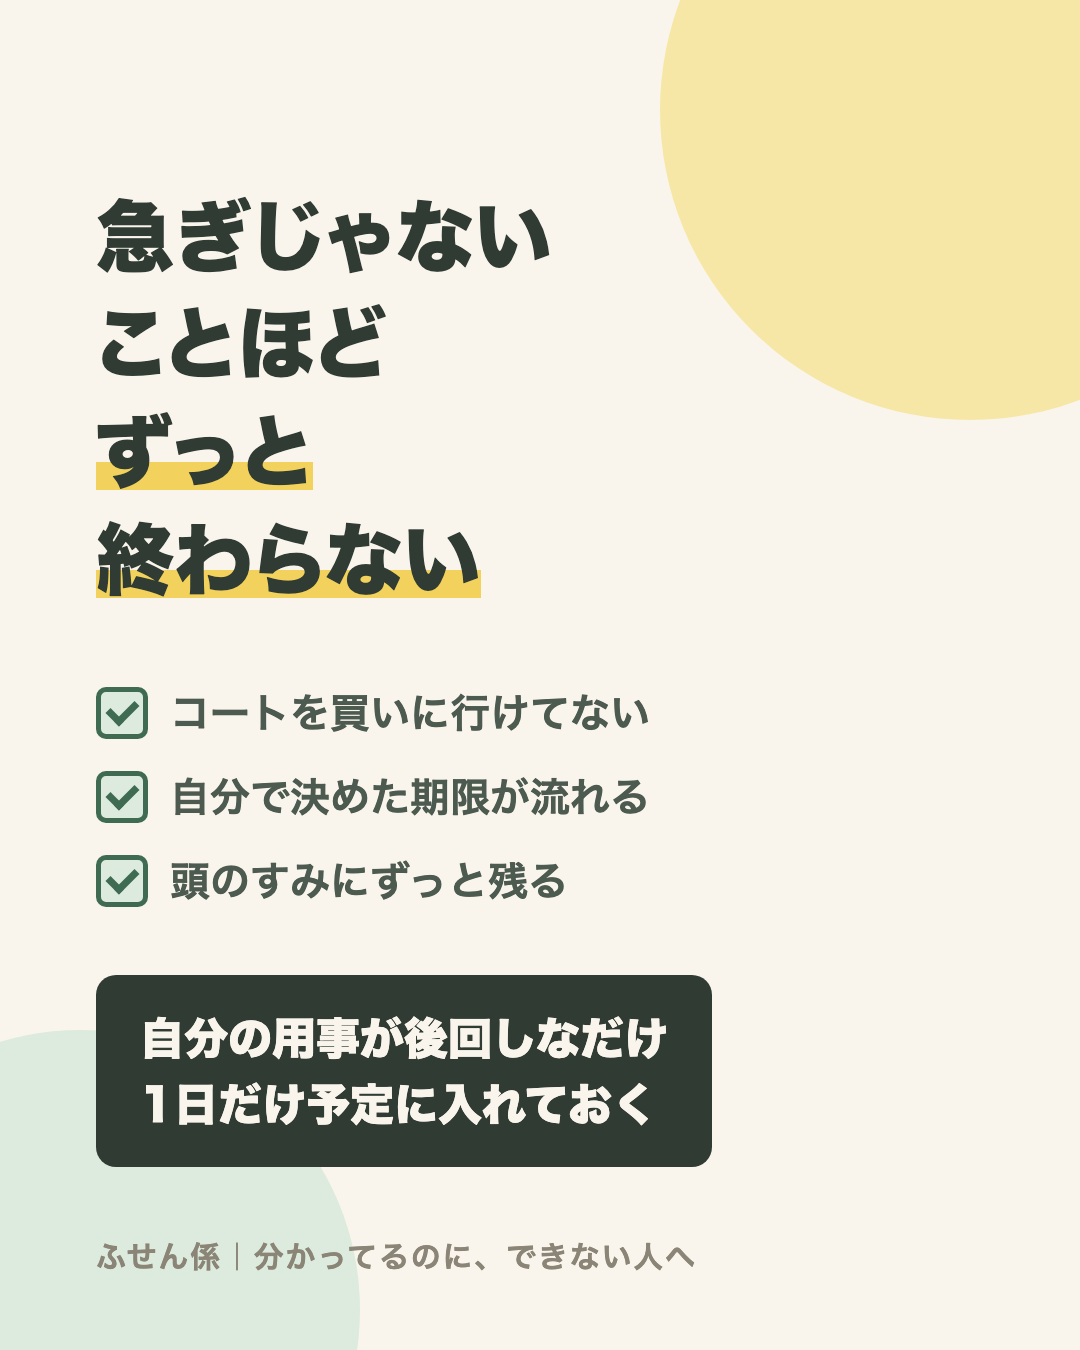 急ぎじゃない
ことほど
ずっと
終わらない
コートを買いに行けてない
自分で決めた期限が流れる
頭のすみにずっと残る
自分の用事が後回しなだけ
1日だけ予定に入れておく
ふせん係｜分かってるのに、できない人へ